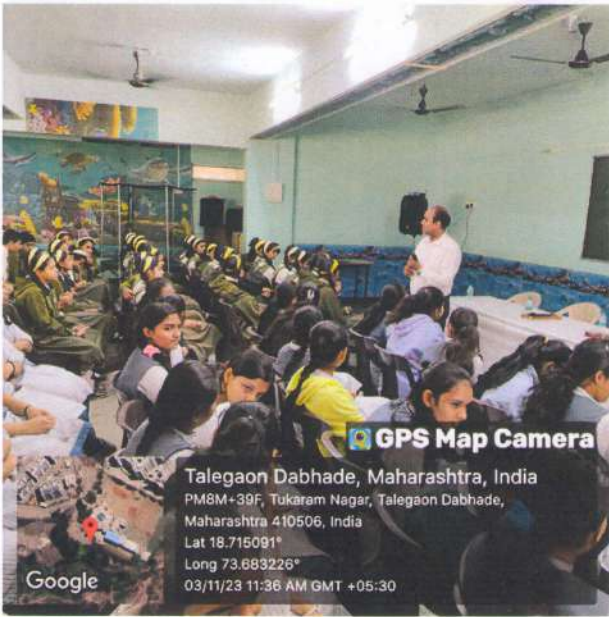 GPS Map Camera
Talegaon Dabhade, Maharashtra, India
PM8M+39F, Tukaram Nagar, Talegaon Dabhade,
Maharashtra 410506, India
Lat 18.715091°
Long 73.683226°
03/11/23 11:36 AM GMT +05:30
Google